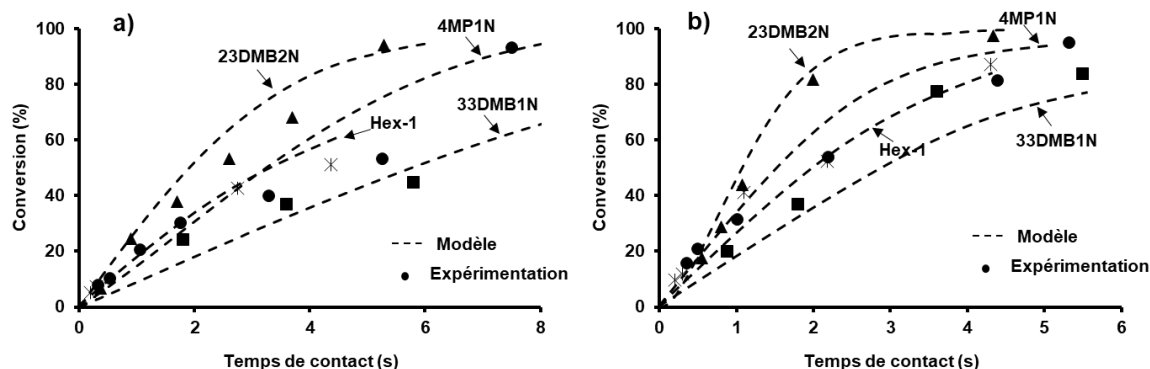 a)
4MP1N
23DMB2N
Hex-1
33DMB1N
Modèle
Expérimentation
100
80
60
40
20
0
0 2 4 6 8
Conversion (%)
Temps de contact (s)
b)
4MP1N
23DMB2N
Hex-1
33DMB1N
Modèle
Expérimentation
100
80
60
40
20
0
0 1 2 3 4 5 6
Conversion (%)
Temps de contact (s)